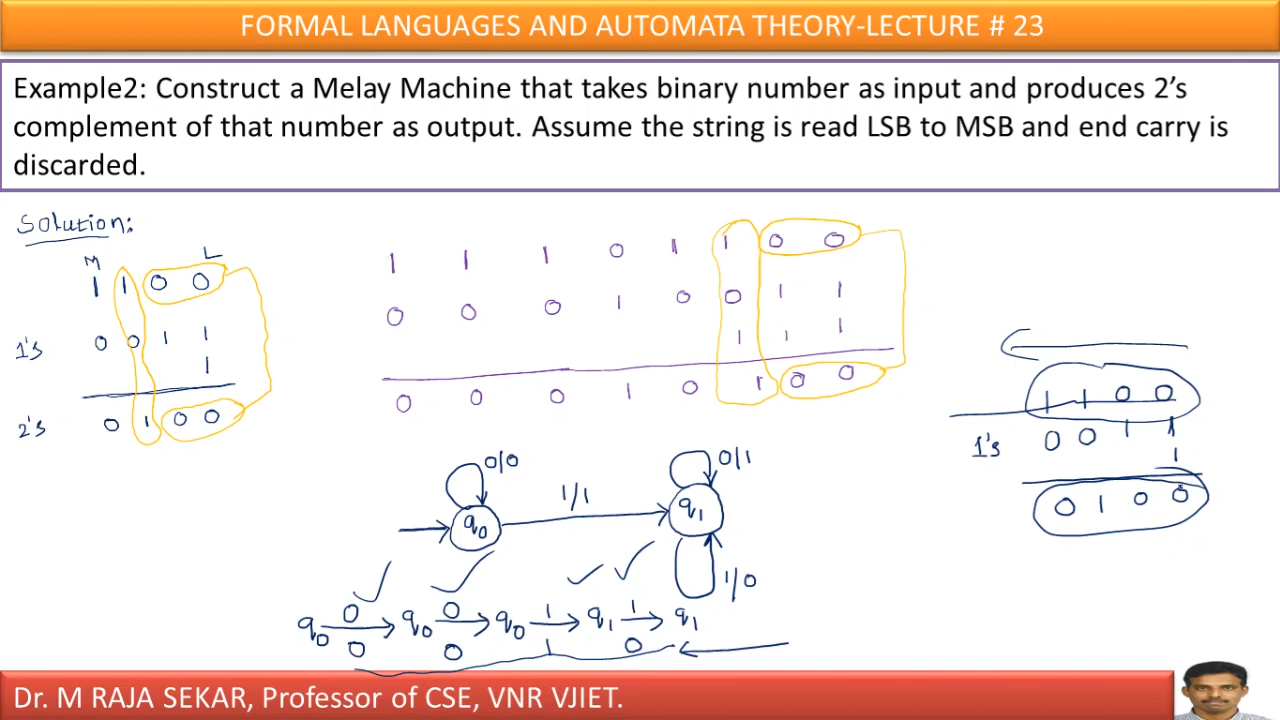 FORMAL LANGUAGES AND AUTOMATA THEORY-LECTURE # 23
Example2: Construct a Melay Machine that takes binary number as input and produces 2's
complement of that number as output. Assume the string is read LSB to MSB and end carry is
discarded.
Solution:
M L
1 1 0 0
1's 0 0 1 1
1
2's 0 1 0 0
1 1 1 0 1 1 0 0
0 0 0 1 0 0 1 1
1 1 1
0 0 0 1 0 1 0 0
1 1 0 0
1's 0 0 1 1
1
0 1 0 0
0/0
0/1
1/1
q0
q1
1/0
q0 0 q0 0 q0 1 q1 1 q1
0 0 1 0
Dr. M RAJA SEKAR, Professor of CSE, VNR VJIET.